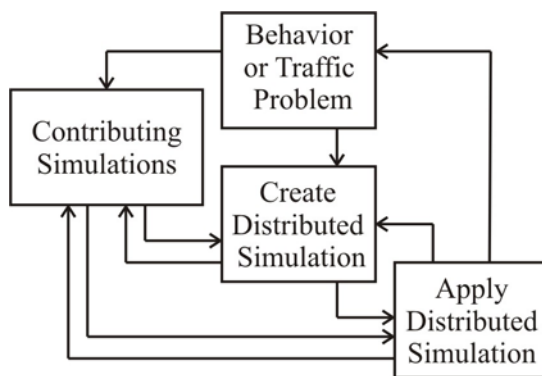 Behavior
or Traffic
Problem
Contributing
Simulations
Create
Distributed
Simulation
Apply
Distributed
Simulation